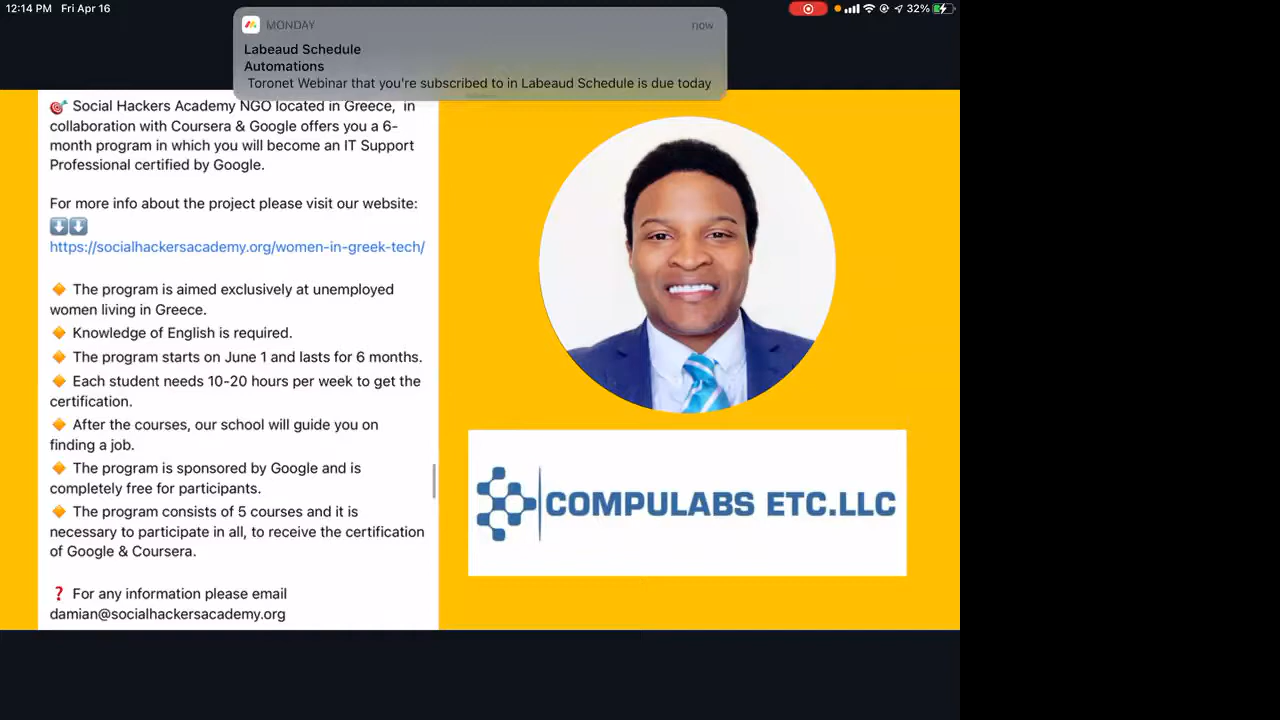 12:14 PM Fri Apr 16
32%
MONDAY
now
Labeaud Schedule
Automations
Toronet Webinar that you're subscribed to in Labeaud Schedule is due today
🎯 Social Hackers Academy NGO located in Greece, in
collaboration with Coursera & Google offers you a 6-
month program in which you will become an IT Support
Professional certified by Google.
For more info about the project please visit our website:
⬇️⬇️
https://socialhackersacademy.org/women-in-greek-tech/
🔸 The program is aimed exclusively at unemployed
women living in Greece.
🔸 Knowledge of English is required.
🔸 The program starts on June 1 and lasts for 6 months.
🔸 Each student needs 10-20 hours per week to get the
certification.
🔸 After the courses, our school will guide you on
finding a job.
🔸 The program is sponsored by Google and is
completely free for participants.
🔸 The program consists of 5 courses and it is
necessary to participate in all, to receive the certification
of Google & Coursera.
❓ For any information please email
damian@socialhackersacademy.org
COMPULABS ETC.LLC